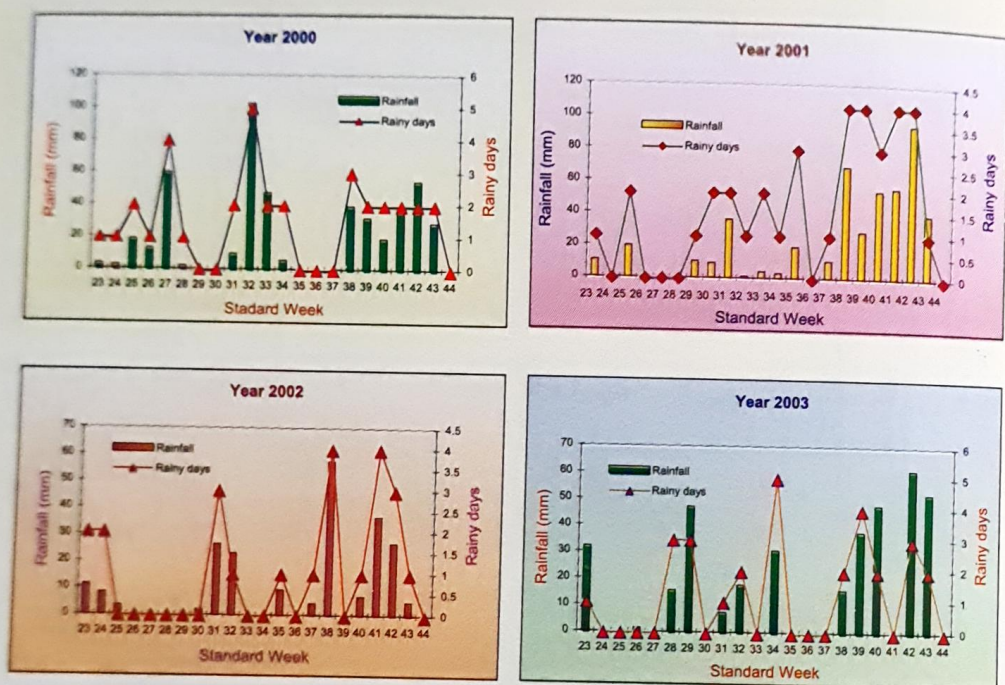 Year 2000
120
100
80
60
40
20
0
6
5
4
3
2
1
0
Rainfall (mm)
Rainy days
Rainfall
Rainy days
23 24 25 26 27 28 29 30 31 32 33 34 35 36 37 38 39 40 41 42 43 44
Stadard Week
Year 2001
120
100
80
60
40
20
0
4.5
4
3.5
3
2.5
2
1.5
1
0.5
0
Rainfall (mm)
Rainy days
Rainfall
Rainy days
23 24 25 26 27 28 29 30 31 32 33 34 35 36 37 38 39 40 41 42 43 44
Standard Week
Year 2002
70
60
50
40
30
20
10
0
4.5
4
3.5
3
2.5
2
1.5
1
0.5
0
Rainfall (mm)
Rainy days
Rainfall
Rainy days
23 24 25 26 27 28 29 30 31 32 33 34 35 36 37 38 39 40 41 42 43 44
Standard Week
Year 2003
70
60
50
40
30
20
10
0
6
5
4
3
2
1
0
Rainfall (mm)
Rainy days
Rainfall
Rainy days
23 24 25 26 27 28 29 30 31 32 33 34 35 36 37 38 39 40 41 42 43 44
Standard Week